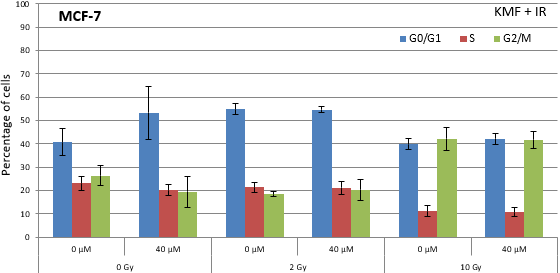 MCF-7
KMF + IR
G0/G1 S G2/M
Percentage of cells
100
90
80
70
60
50
40
30
20
10
0
0 µM 40 µM 0 µM 40 µM 0 µM 40 µM
0 Gy 2 Gy 10 Gy